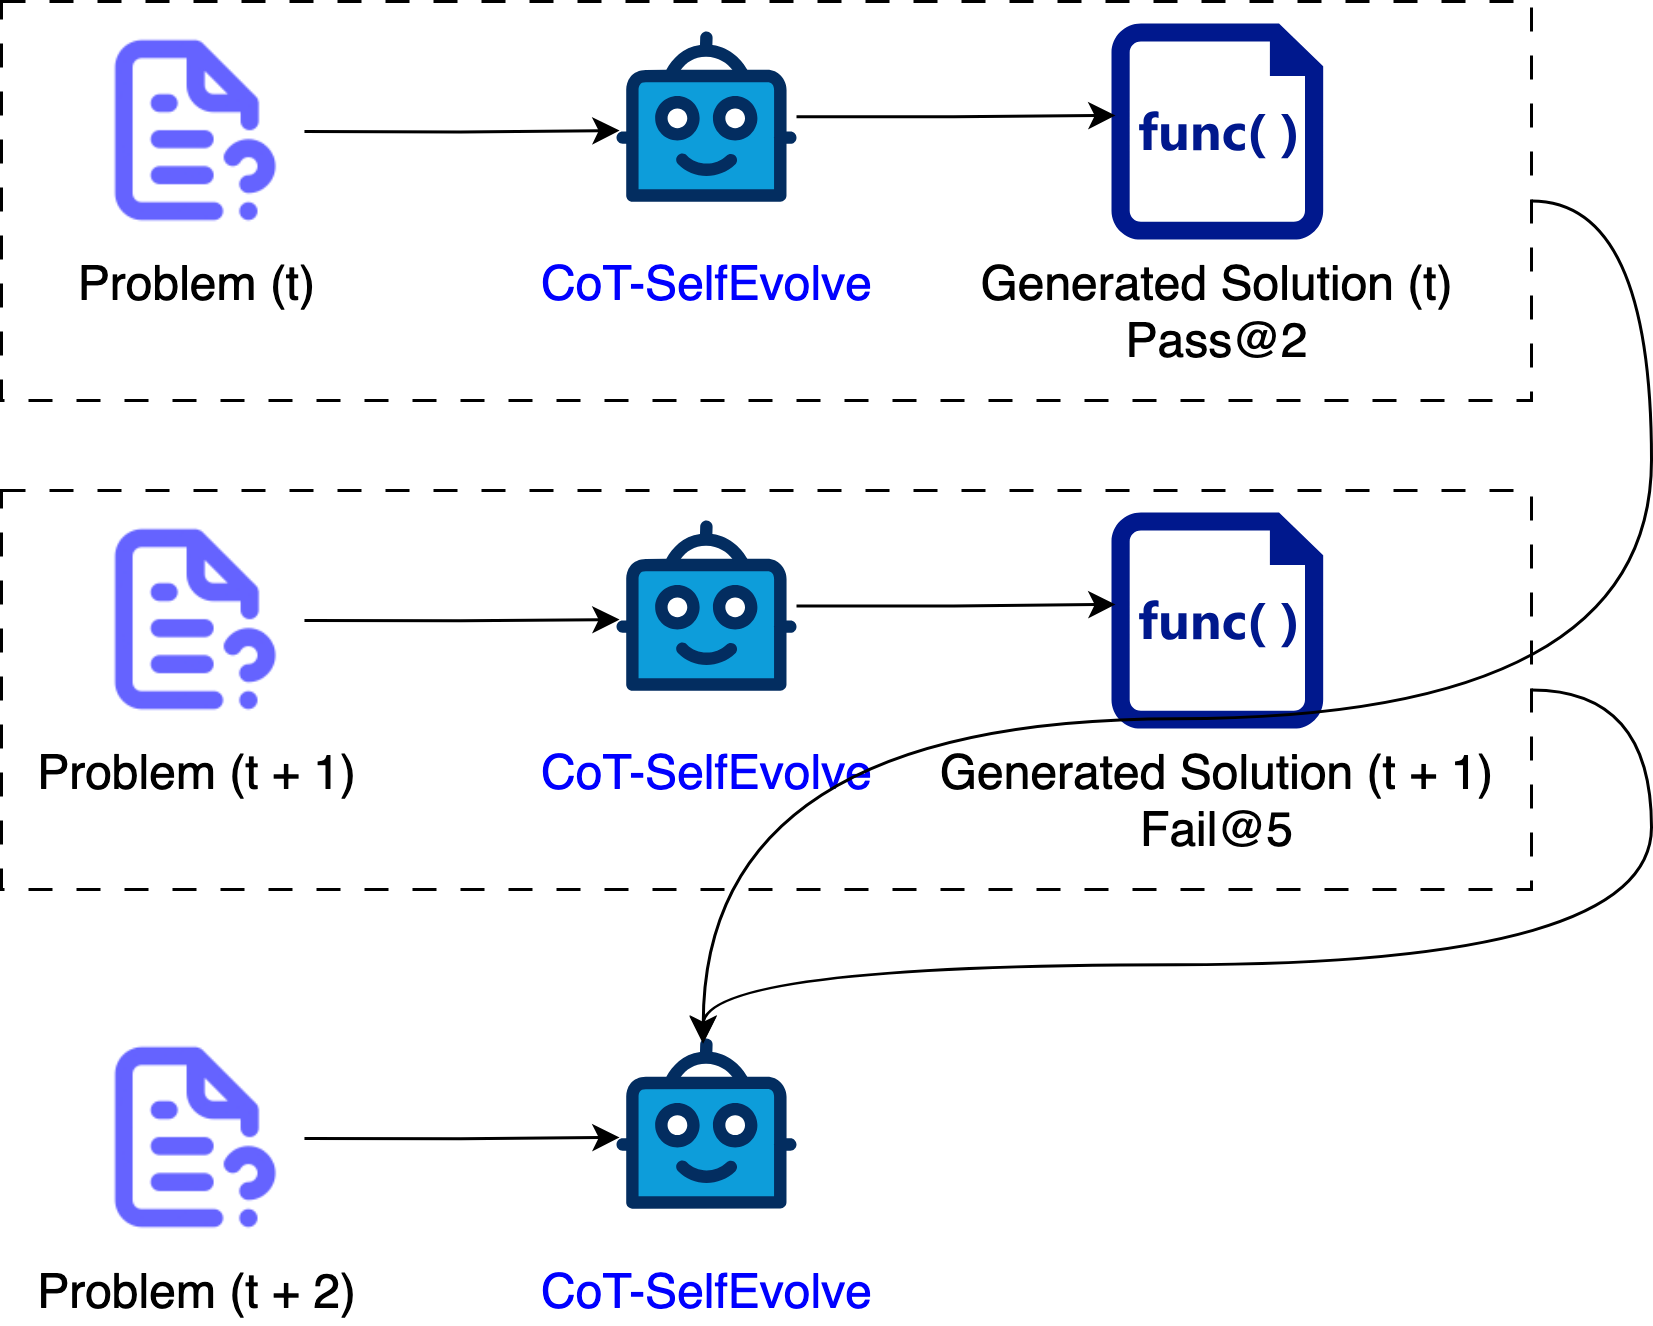 func( )
Problem (t)
CoT-SelfEvolve
Generated Solution (t)
Pass@2
func( )
Problem (t + 1)
CoT-SelfEvolve
Generated Solution (t + 1)
Fail@5
Problem (t + 2)
CoT-SelfEvolve